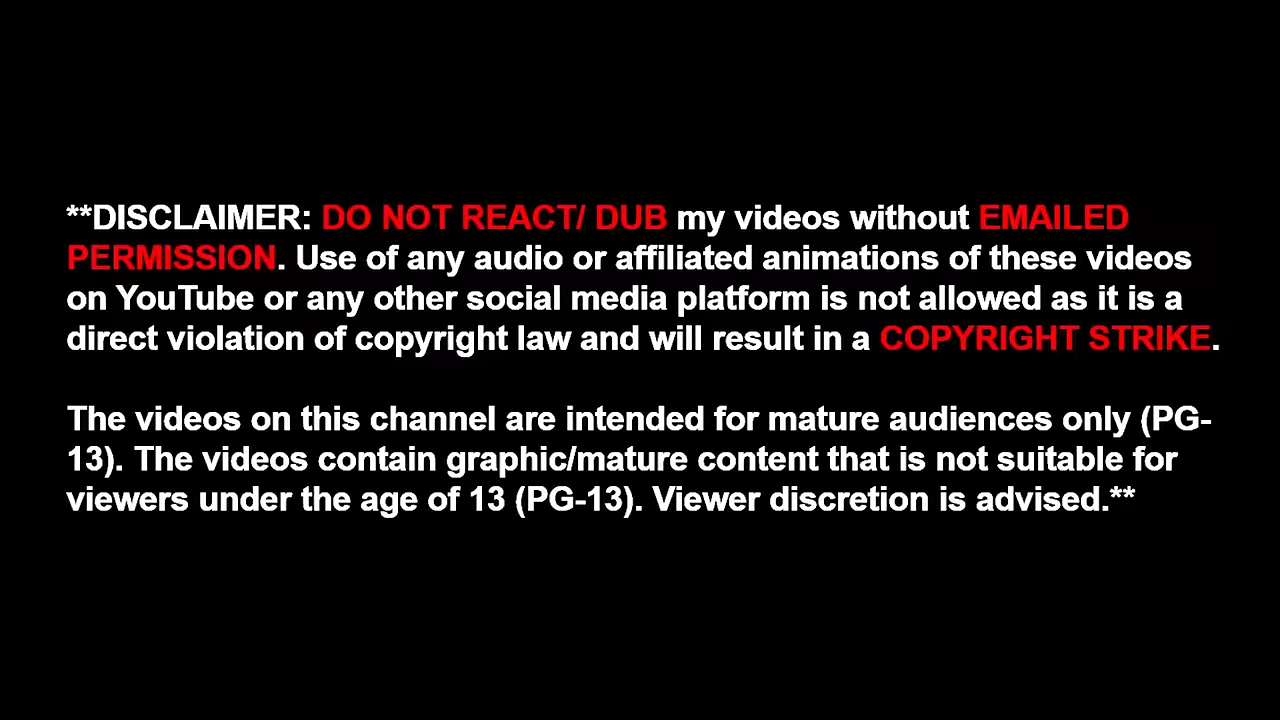 **DISCLAIMER: DO NOT REACT/ DUB my videos without EMAILED
PERMISSION. Use of any audio or affiliated animations of these videos
on YouTube or any other social media platform is not allowed as it is a
direct violation of copyright law and will result in a COPYRIGHT STRIKE.
The videos on this channel are intended for mature audiences only (PG-
13). The videos contain graphic/mature content that is not suitable for
viewers under the age of 13 (PG-13). Viewer discretion is advised.**